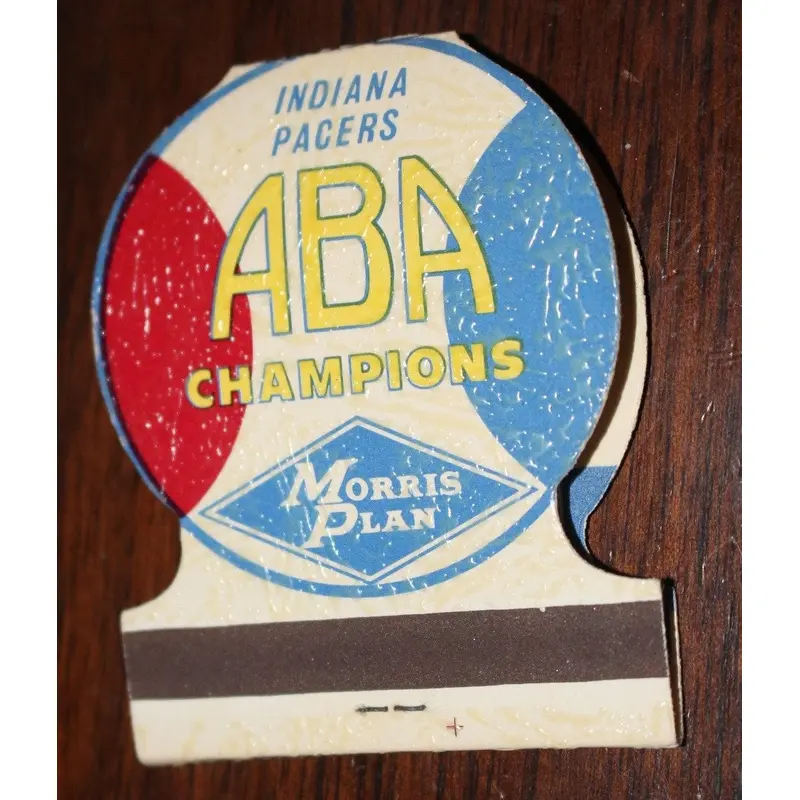 INDIANA
PACERS
ABA
CHAMPIONS
MORRIS
PLAN